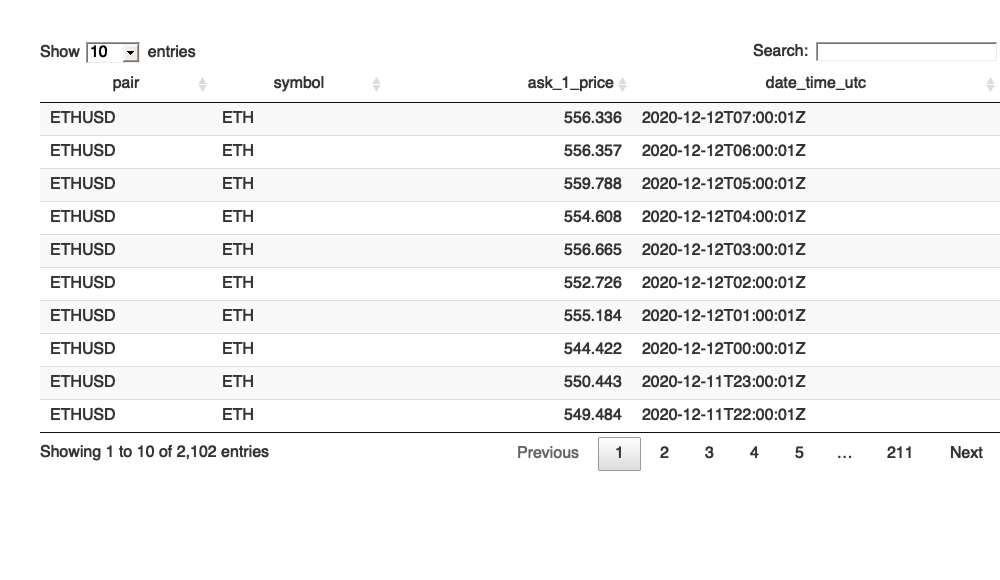 Show 10 entries Search:
pair symbol ask_1_price date_time_utc
ETHUSD ETH 556.336 2020-12-12T07:00:01Z
ETHUSD ETH 556.357 2020-12-12T06:00:01Z
ETHUSD ETH 559.788 2020-12-12T05:00:01Z
ETHUSD ETH 554.608 2020-12-12T04:00:01Z
ETHUSD ETH 556.665 2020-12-12T03:00:01Z
ETHUSD ETH 552.726 2020-12-12T02:00:01Z
ETHUSD ETH 555.184 2020-12-12T01:00:01Z
ETHUSD ETH 544.422 2020-12-12T00:00:01Z
ETHUSD ETH 550.443 2020-12-11T23:00:01Z
ETHUSD ETH 549.484 2020-12-11T22:00:01Z
Showing 1 to 10 of 2,102 entries Previous 1 2 3 4 5 … 211 Next